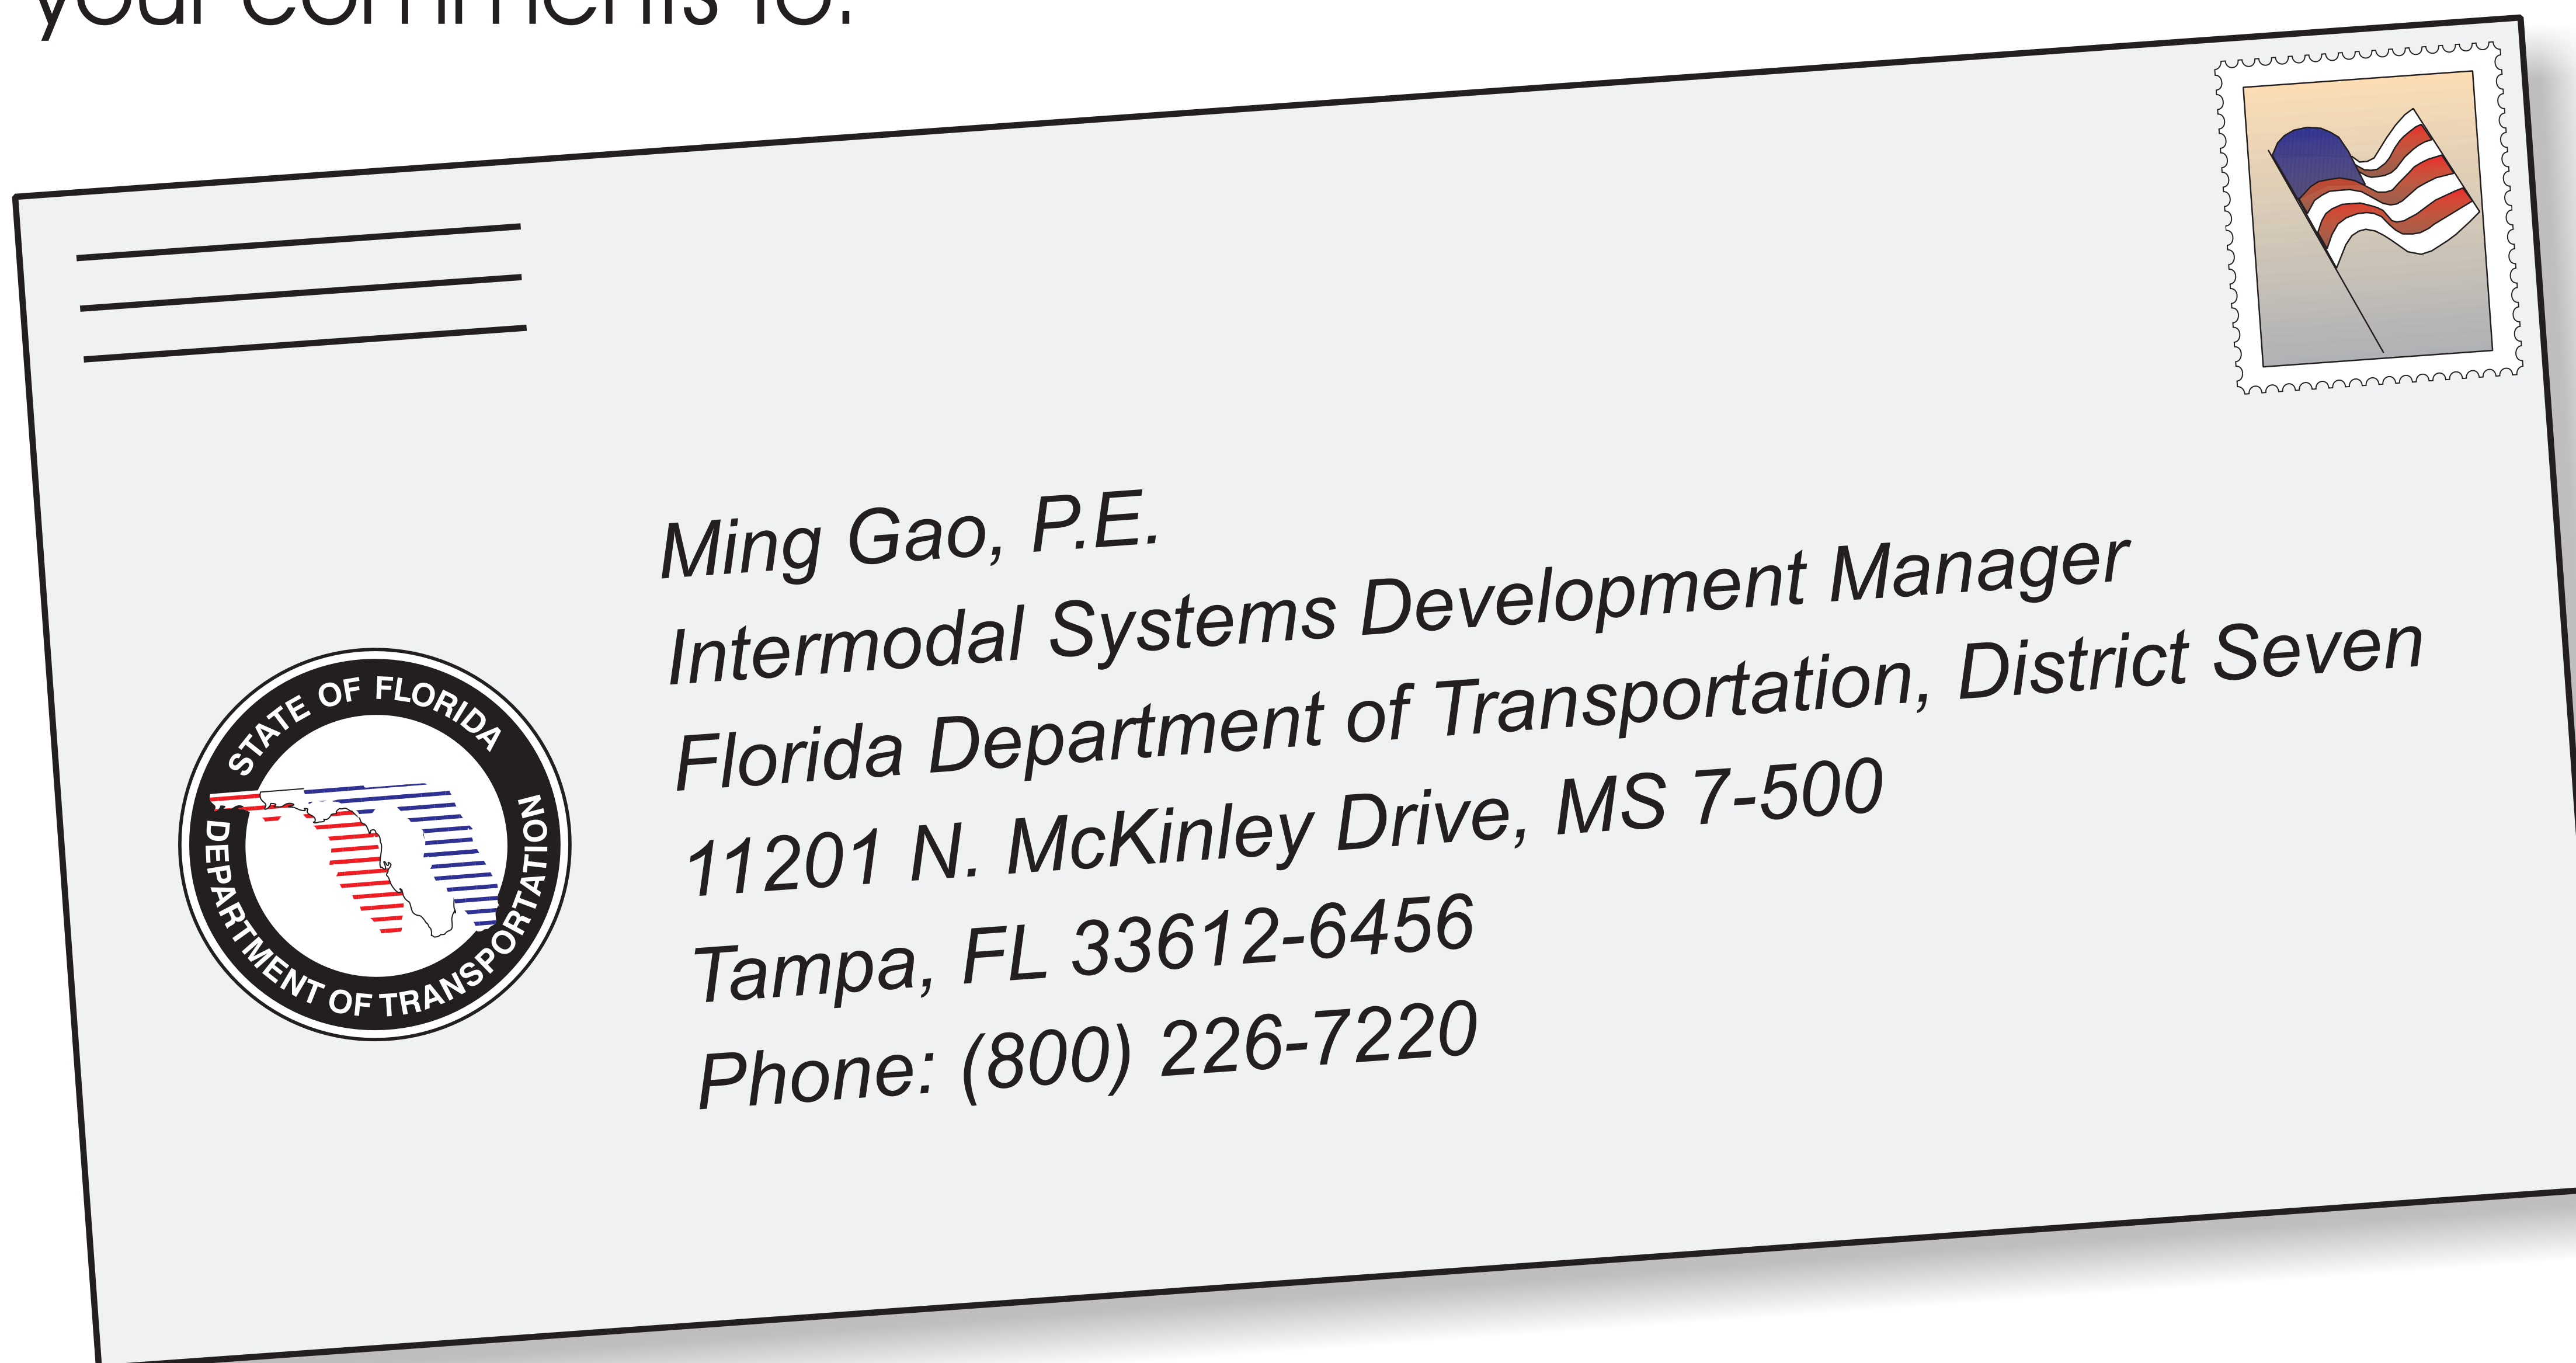 your comments to:
Ming Gao, P.E.
Intermodal Systems Development Manager
Florida Department of Transportation, District Seven
11201 N. McKinley Drive, MS 7-500
Tampa, FL 33612-6456
Phone: (800) 226-7220
STATE OF FLORIDA
DEPARTMENT OF TRANSPORTATION